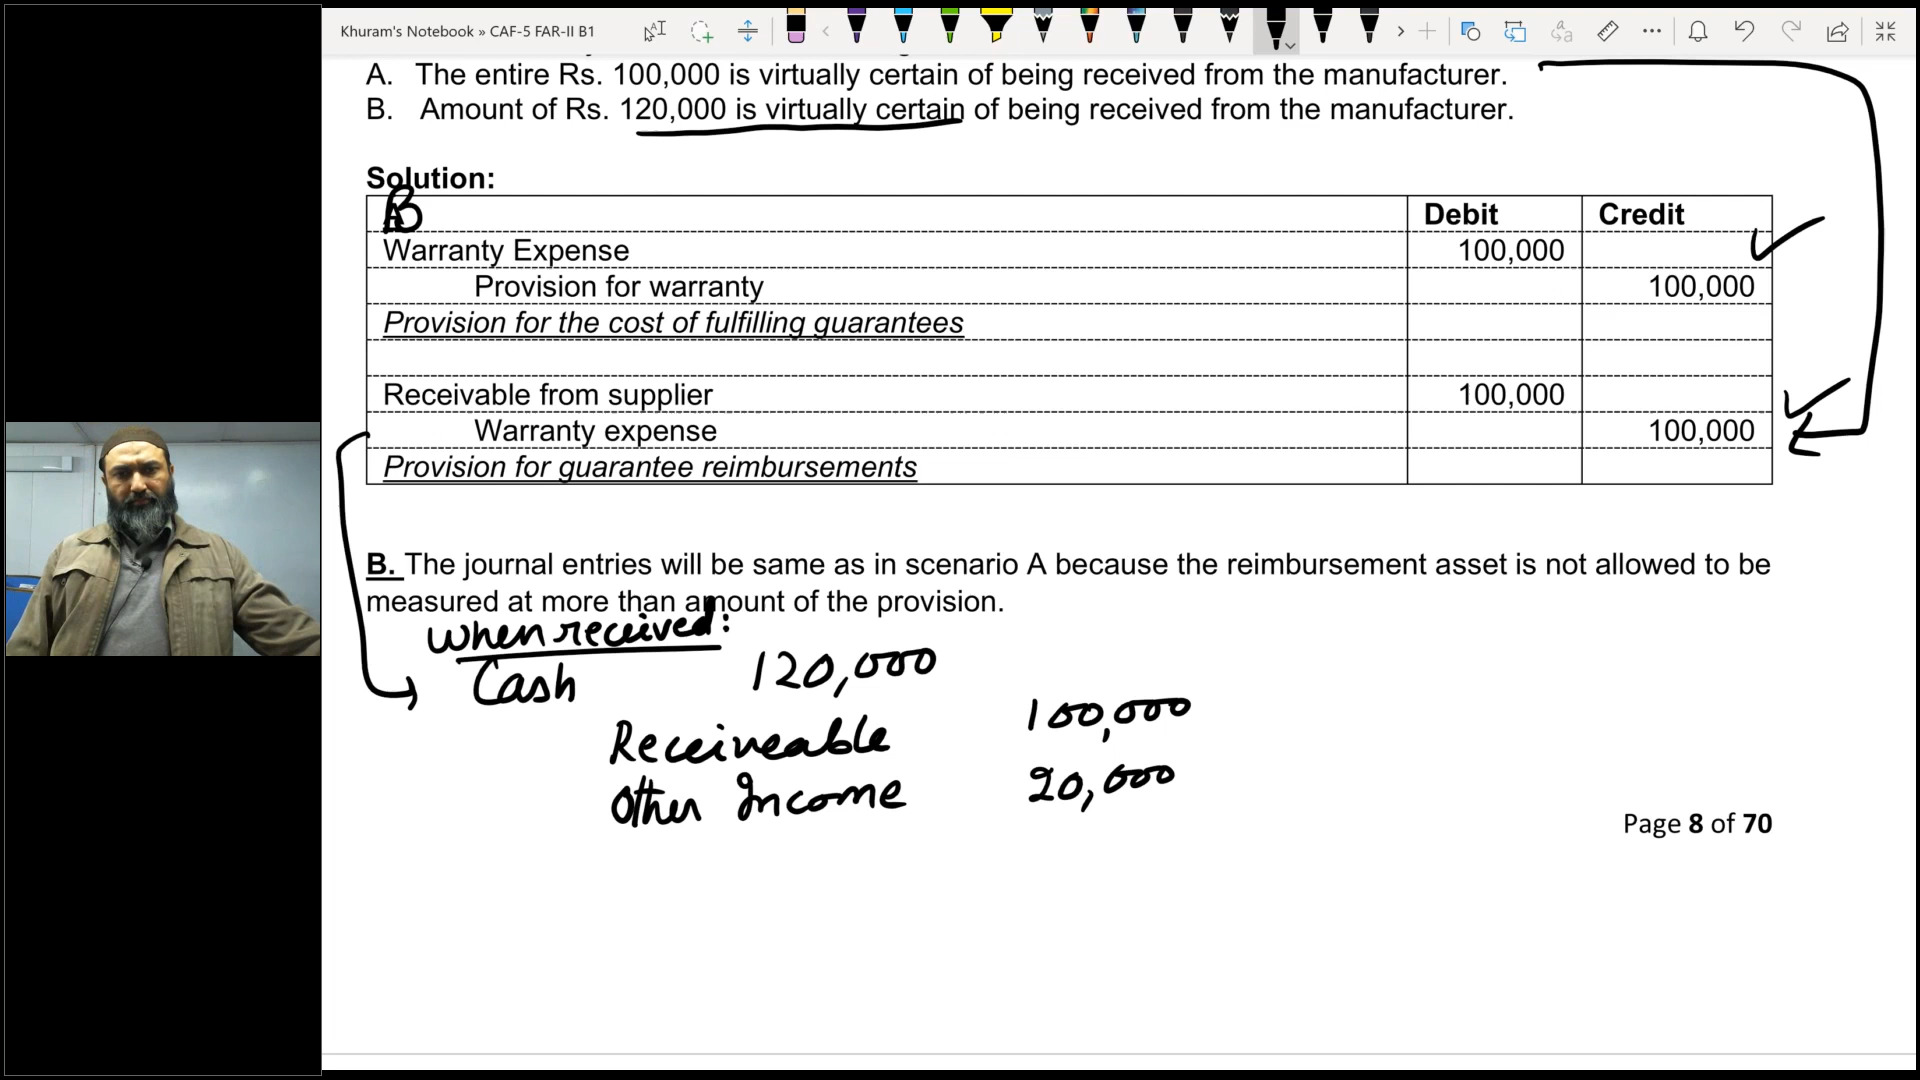 Khuram's Notebook » CAF-5 FAR-II B1
A. The entire Rs. 100,000 is virtually certain of being received from the manufacturer.
B. Amount of Rs. 120,000 is virtually certain of being received from the manufacturer.
Solution:
B Debit Credit
Warranty Expense 100,000
Provision for warranty 100,000
Provision for the cost of fulfilling guarantees
Receivable from supplier 100,000
Warranty expense 100,000
Provision for guarantee reimbursements
B. The journal entries will be same as in scenario A because the reimbursement asset is not allowed to be
measured at more than amount of the provision.
When received:
Cash 120,000
Receiveable 100,000
Other Income 20,000
Page 8 of 70